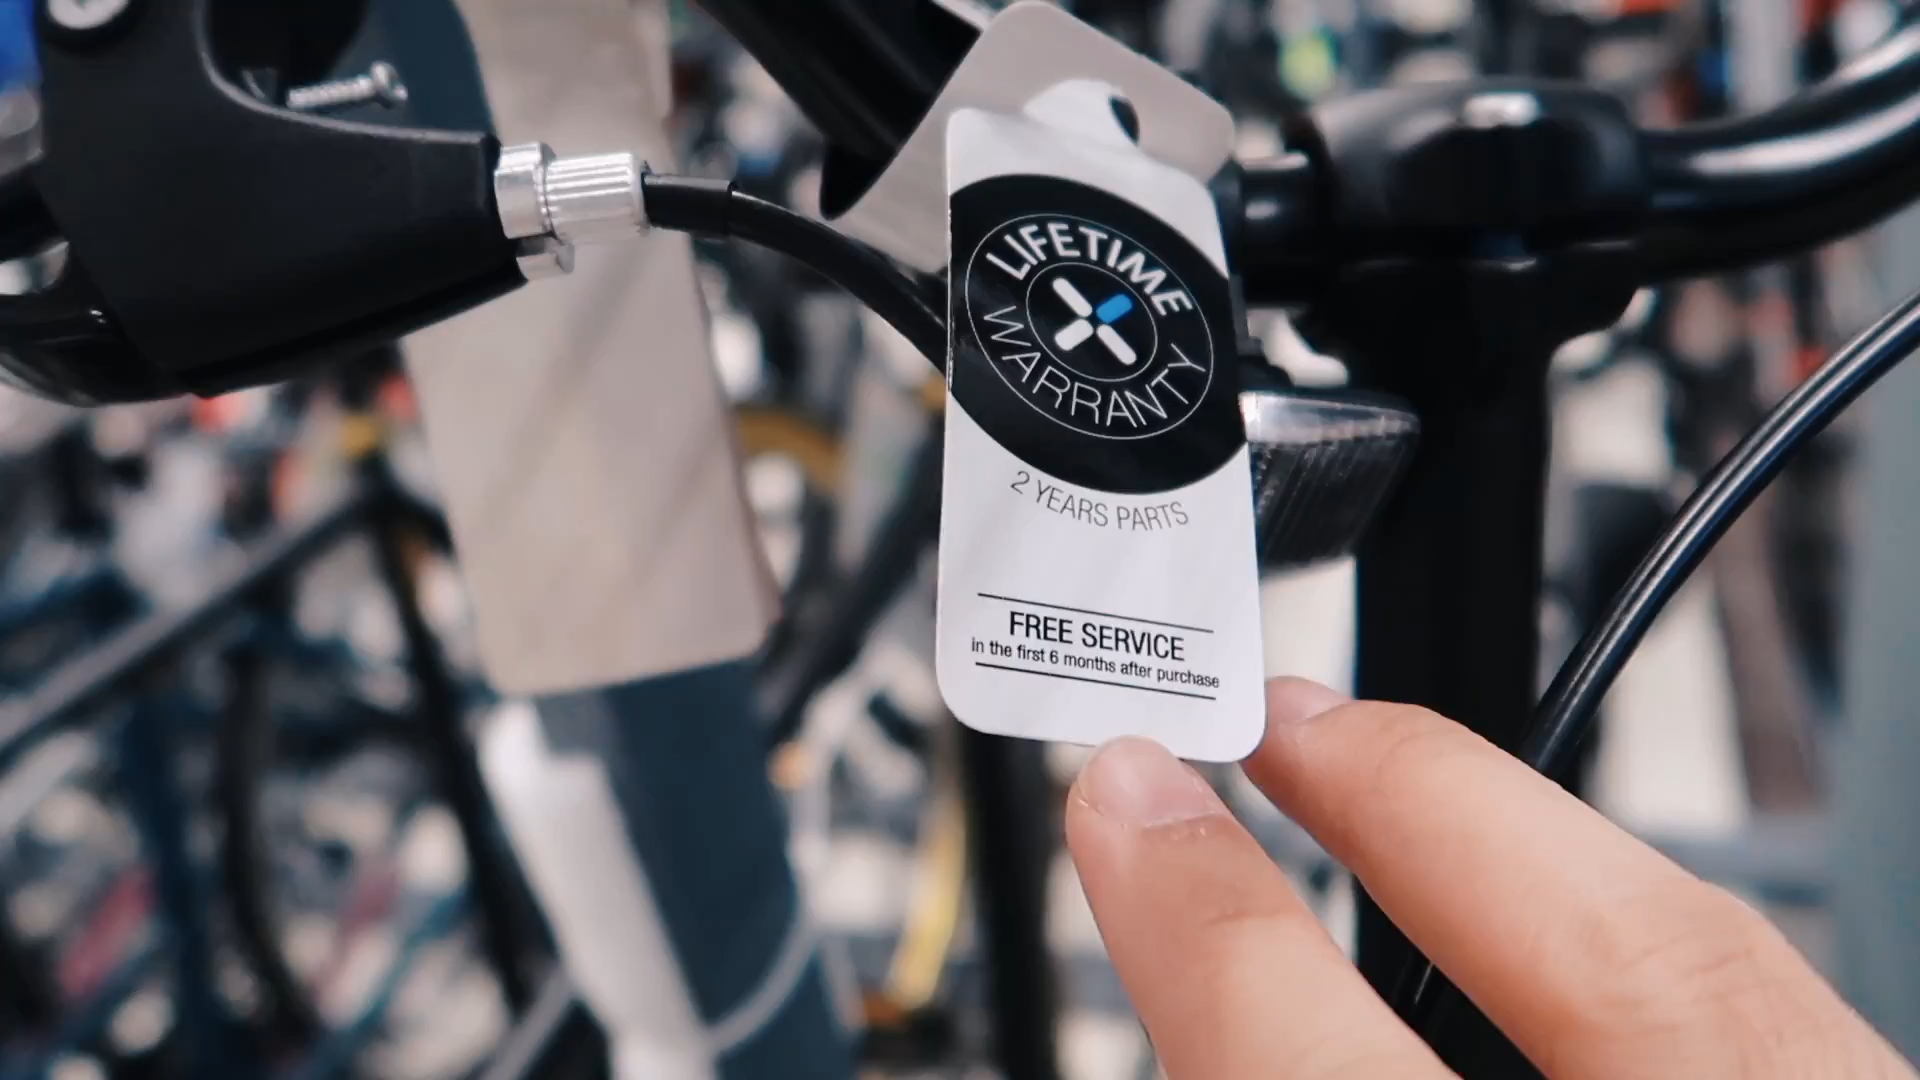 LIFETIME
WARRANTY
2 YEARS PARTS
FREE SERVICE
in the first 6 months after purchase